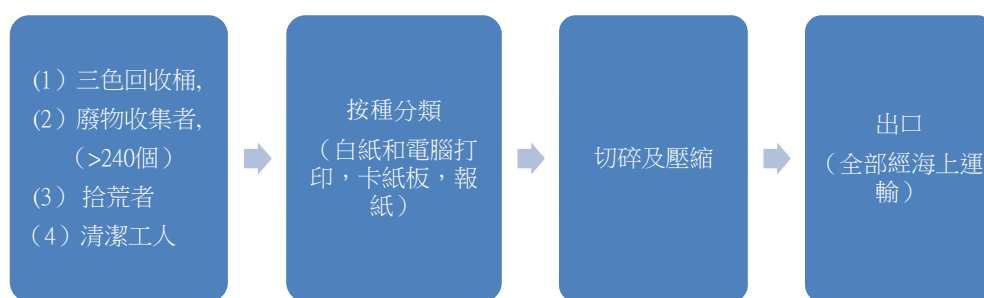 (1）三色回收桶,
(2）廢物收集者,
（>240個）
(3） 拾荒者
（4）清潔工人
按種分類
（白紙和電腦打
印，卡紙板，報
紙）
切碎及壓縮
出口
（全部經海上運
輸）